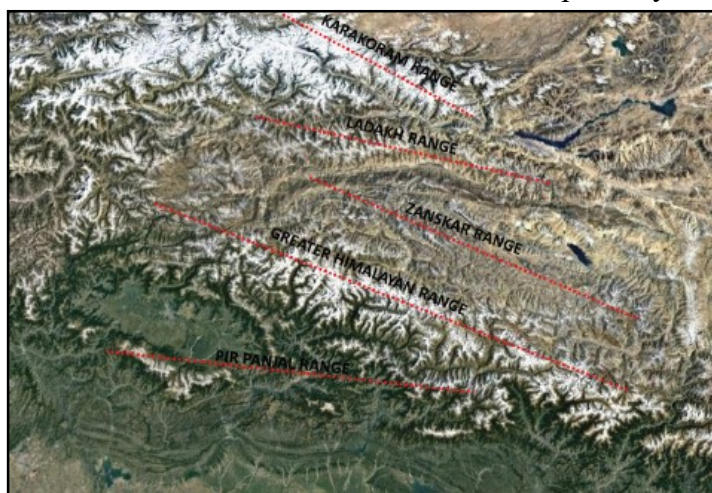 KARAKORAM RANGE
LADAKH RANGE
ZANSKAR RANGE
GREATER HIMALAYAN RANGE
PIR PANJAL RANGE